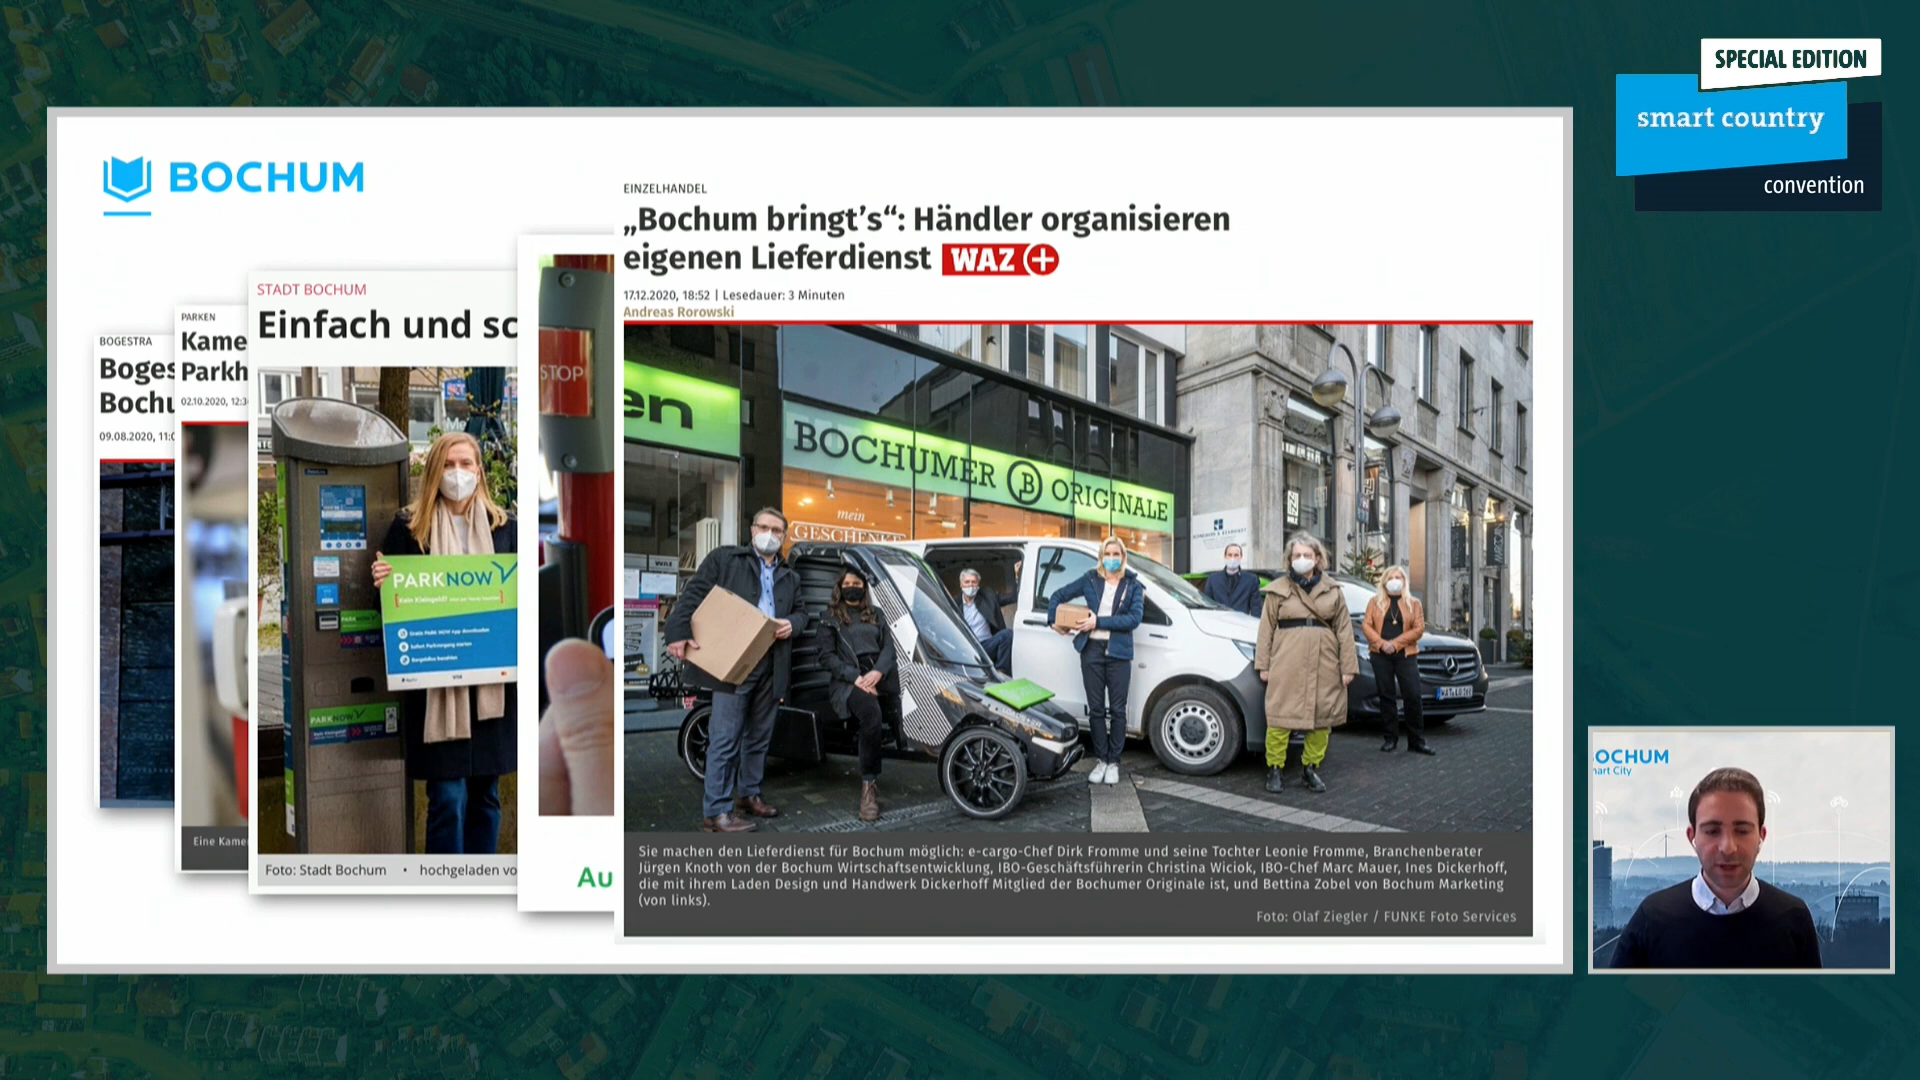 SPECIAL EDITION
smart country
convention
BOCHUM
EINZELHANDEL
„Bochum bringt’s“: Händler organisieren
eigenen Lieferdienst WAZ+
17.12.2020, 18:52 | Lesedauer: 3 Minuten
Andreas Rorowski
STADT BOCHUM
Einfach und sc
PARKEN
Kame
Parkh
02.10.2020, 12:3
BOGESTRA
Boges
Bochu
09.08.2020, 11:0
STOP
en
BOCHUMER B ORIGINALE
mein
GESCHENKE
PARKNOW
PARKNOW
Eine Kame
Foto: Stadt Bochum • hochgeladen vo
Au
Sie machen den Lieferdienst für Bochum möglich: e-cargo-Chef Dirk Fromme und seine Tochter Leonie Fromme, Branchenberater
Jürgen Knoth von der Bochum Wirtschaftsentwicklung, IBO-Geschäftsführerin Christina Wiciok, IBO-Chef Marc Mauer, Ines Dickerhoff,
die mit ihrem Laden Design und Handwerk Dickerhoff Mitglied der Bochumer Originale ist, und Bettina Zobel von Bochum Marketing
(von links).
Foto: Olaf Ziegler / FUNKE Foto Services
OCHUM
art City